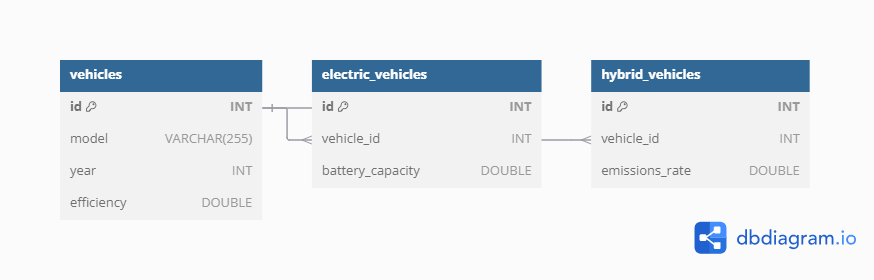 vehicles
id INT
model VARCHAR(255)
year INT
efficiency DOUBLE
electric_vehicles
id INT
vehicle_id INT
battery_capacity DOUBLE
hybrid_vehicles
id INT
vehicle_id INT
emissions_rate DOUBLE
dbdiagram.io